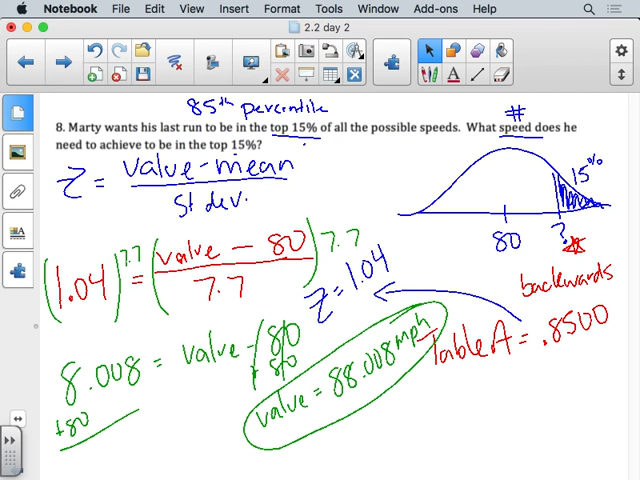 Notebook File Edit View Insert Format Tools Window Add-ons Help
2.2 day 2
85th percentile
#
8. Marty wants his last run to be in the top 15% of all the possible speeds. What speed does he
need to achieve to be in the top 15%?
Z = value - mean
St dev.
15%
80 ?
(1.04) 7.7 = (value - 80) 7.7
7.7
Z = 1.04
backwards
Table A = .8500
8.008 = value - 80
+80 +80
value = 88.008 mph